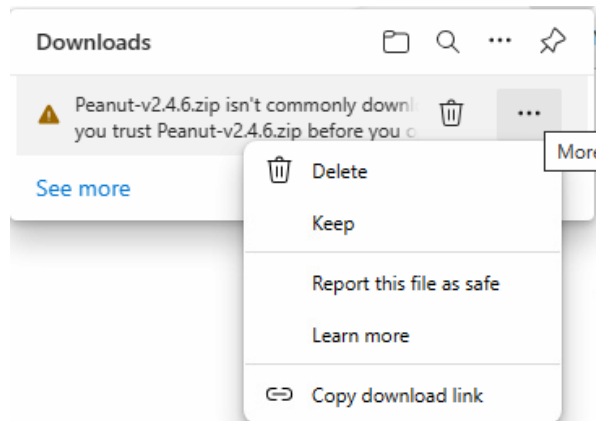 Downloads
Peanut-v2.4.6.zip isn't commonly
you trust Peanut-v2.4.6.zip before you
More
See more
Delete
Keep
Report this file as safe
Learn more
Copy download link